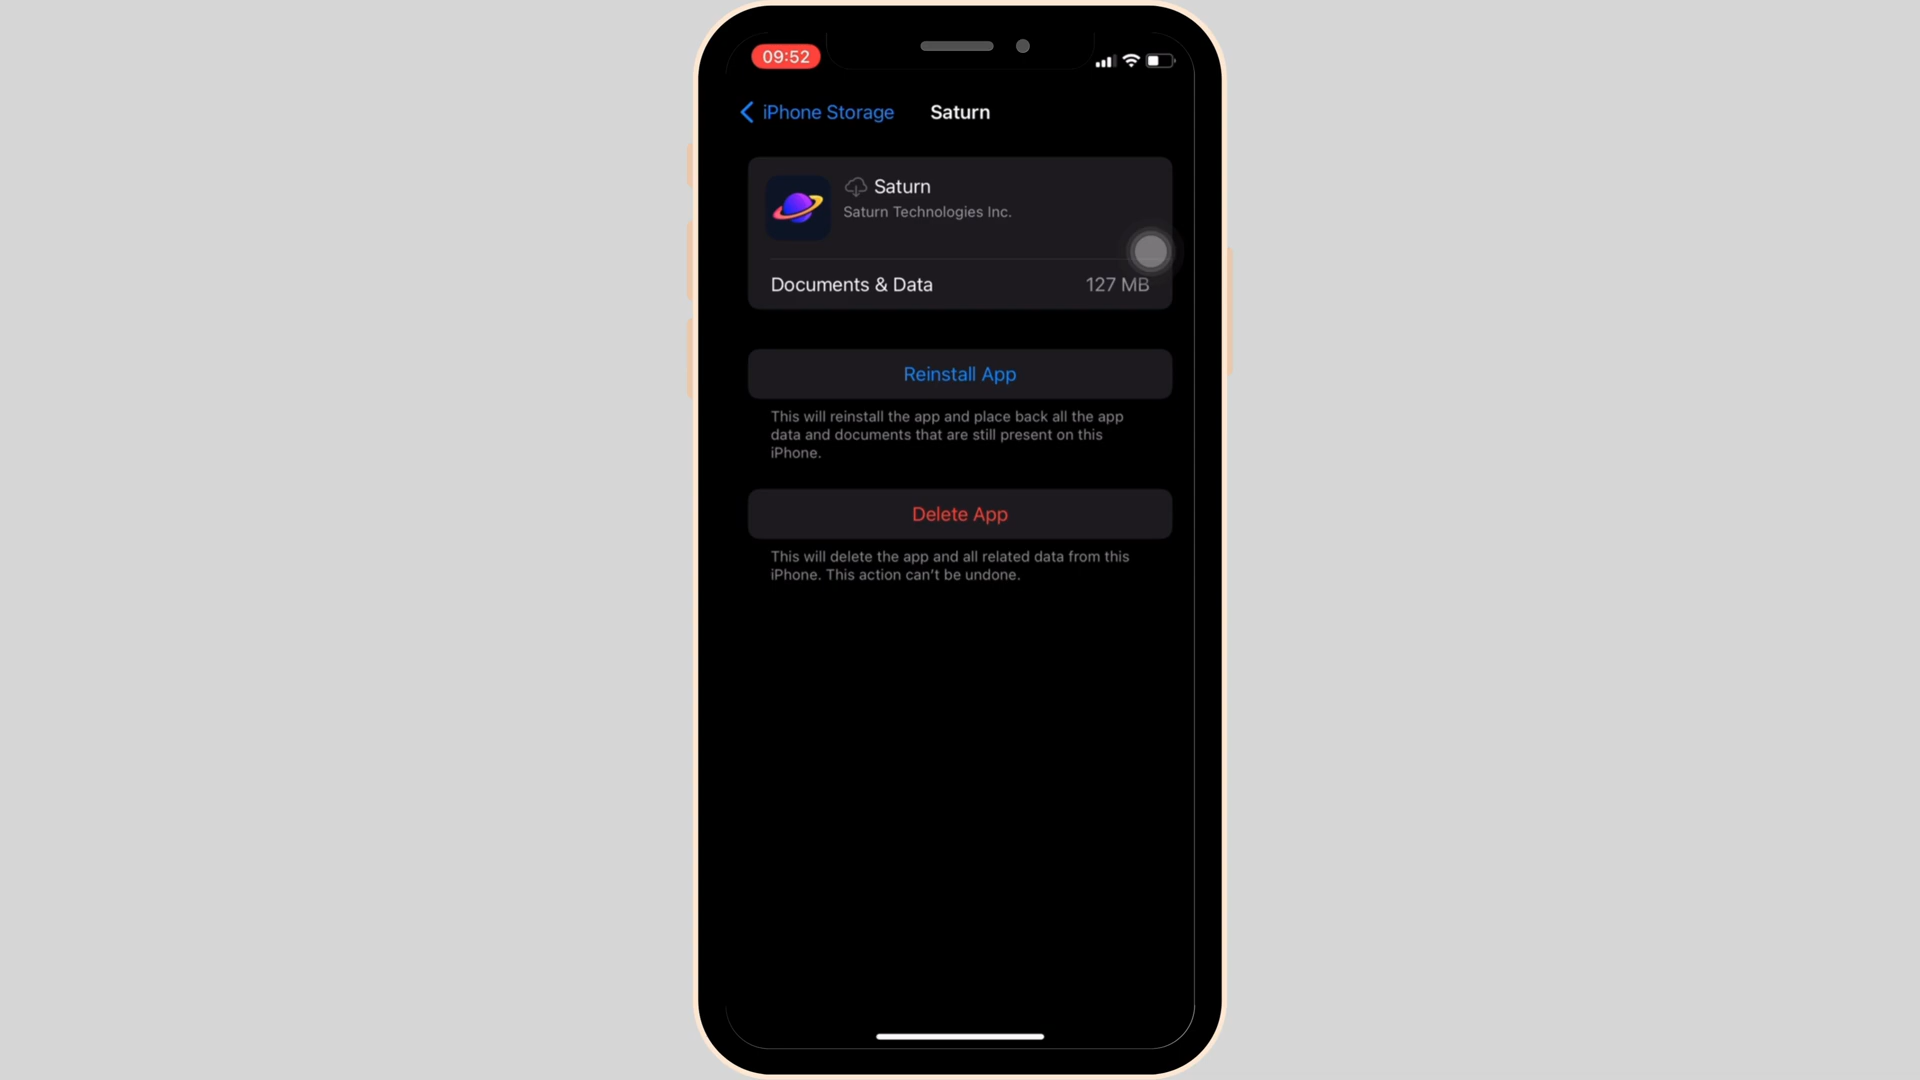 09:52
iPhone Storage
Saturn
Saturn
Saturn Technologies Inc.
Documents & Data
127 MB
Reinstall App
This will reinstall the app and place back all the app
data and documents that are still present on this
iPhone.
Delete App
This will delete the app and all related data from this
iPhone. This action can't be undone.